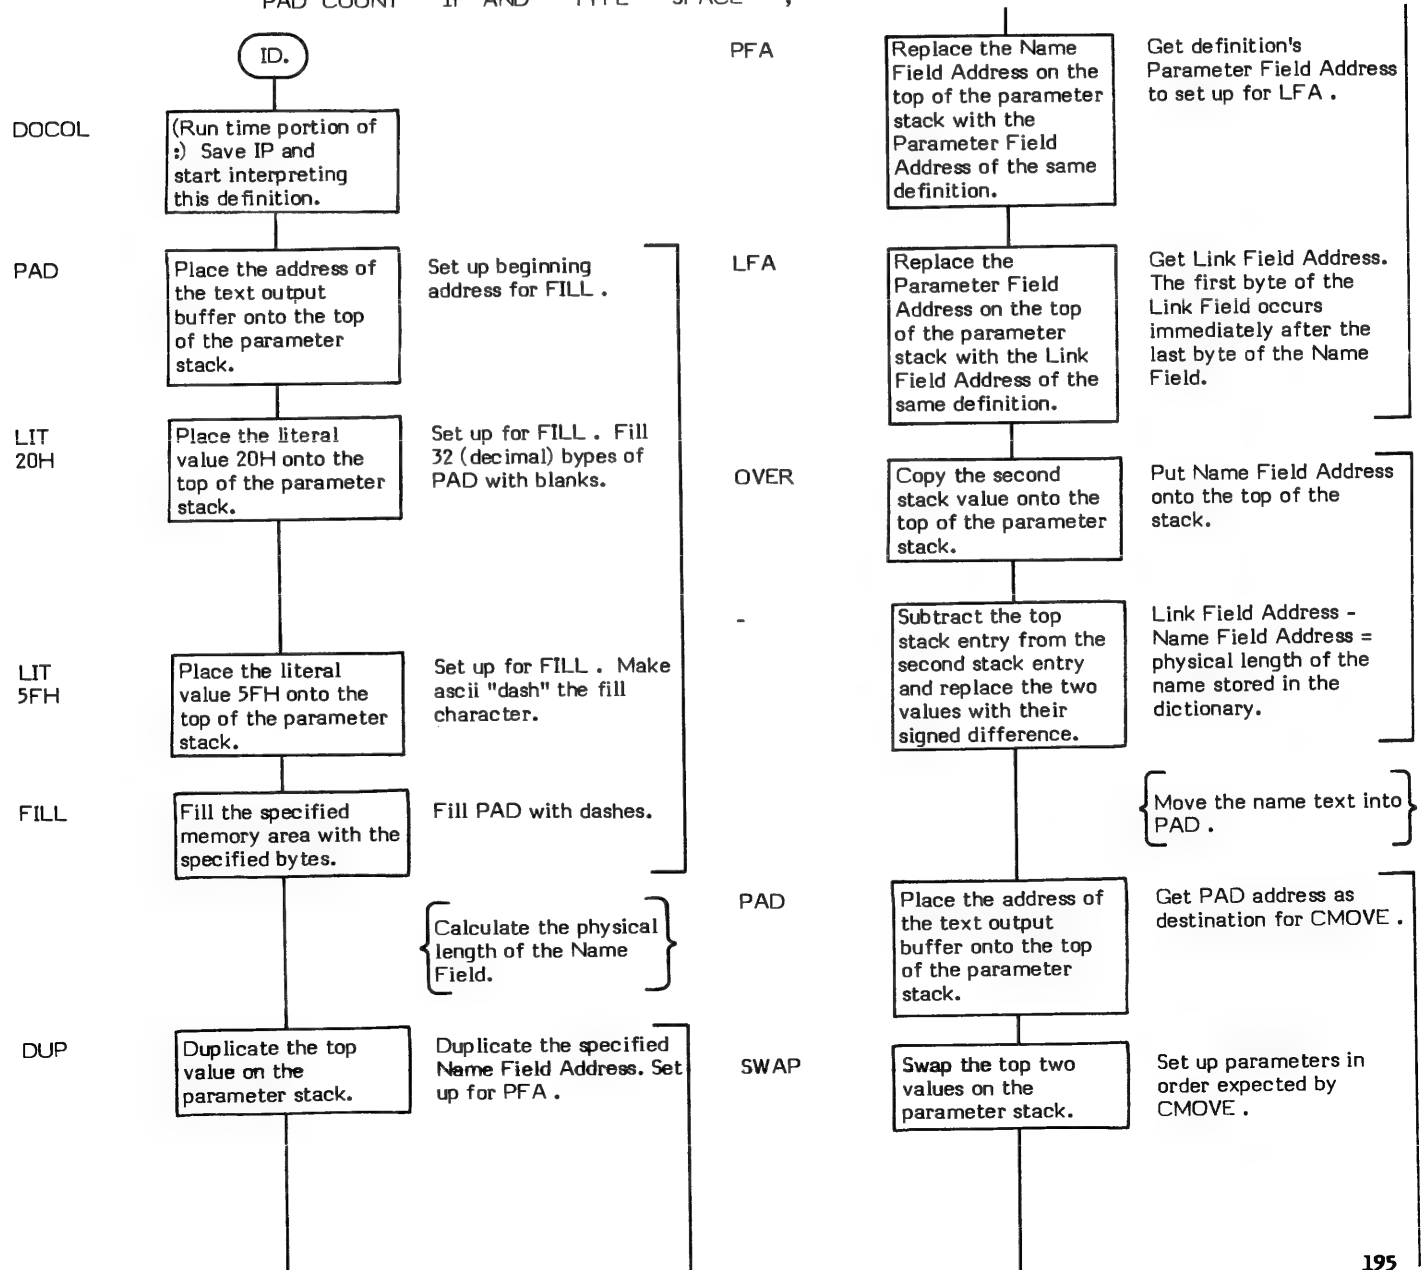 PAD COUNT 1F AND TYPE SPACE ;
ID.
DOCOL
(Run time portion of
:) Save IP and
start interpreting
this definition.
PAD
Place the address of
the text output
buffer onto the top
of the parameter
stack.
Set up beginning
address for FILL .
LIT
20H
Place the literal
value 20H onto the
top of the parameter
stack.
Set up for FILL . Fill
32 (decimal) bypes of
PAD with blanks.
LIT
5FH
Place the literal
value 5FH onto the
top of the parameter
stack.
Set up for FILL . Make
ascii "dash" the fill
character.
FILL
Fill the specified
memory area with the
specified bytes.
Fill PAD with dashes.
Calculate the physical
length of the Name
Field.
DUP
Duplicate the top
value on the
parameter stack.
Duplicate the specified
Name Field Address. Set
up for PFA .
PFA
Replace the Name
Field Address on the
top of the parameter
stack with the
Parameter Field
Address of the same
definition.
Get definition's
Parameter Field Address
to set up for LFA .
LFA
Replace the
Parameter Field
Address on the top
of the parameter
stack with the Link
Field Address of the
same definition.
Get Link Field Address.
The first byte of the
Link Field occurs
immediately after the
last byte of the Name
Field.
OVER
Copy the second
stack value onto the
top of the parameter
stack.
Put Name Field Address
onto the top of the
stack.
-
Subtract the top
stack entry from the
second stack entry
and replace the two
values with their
signed difference.
Link Field Address -
Name Field Address =
physical length of the
name stored in the
dictionary.
Move the name text into
PAD .
PAD
Place the address of
the text output
buffer onto the top
of the parameter
stack.
Get PAD address as
destination for CMOVE .
SWAP
Swap the top two
values on the
parameter stack.
Set up parameters in
order expected by
CMOVE .
195